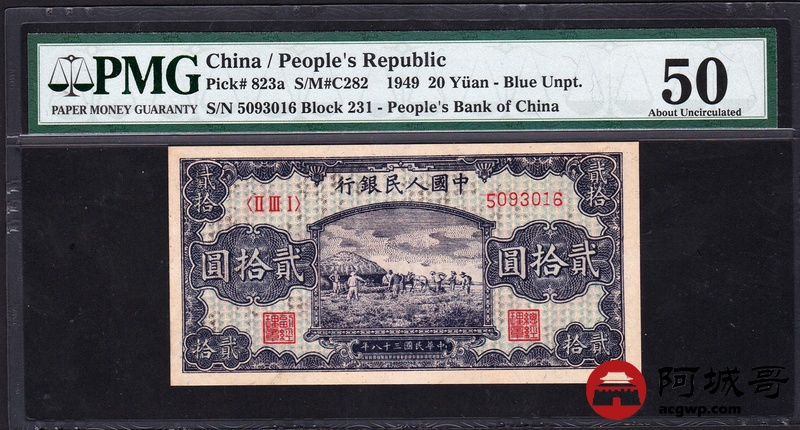 PMG
PAPER MONEY GUARANTY
China / People's Republic
Pick# 823a S/M#C282 1949 20 Yüan - Blue Unpt.
S/N 5093016 Block 231 - People's Bank of China
50
About Uncirculated
貳拾
貳拾
行銀民人國中
〈II III I〉
5093016
圓拾貳
圓拾貳
年八十三國民華中
拾貳
拾貳
阿城哥
acgwp.com